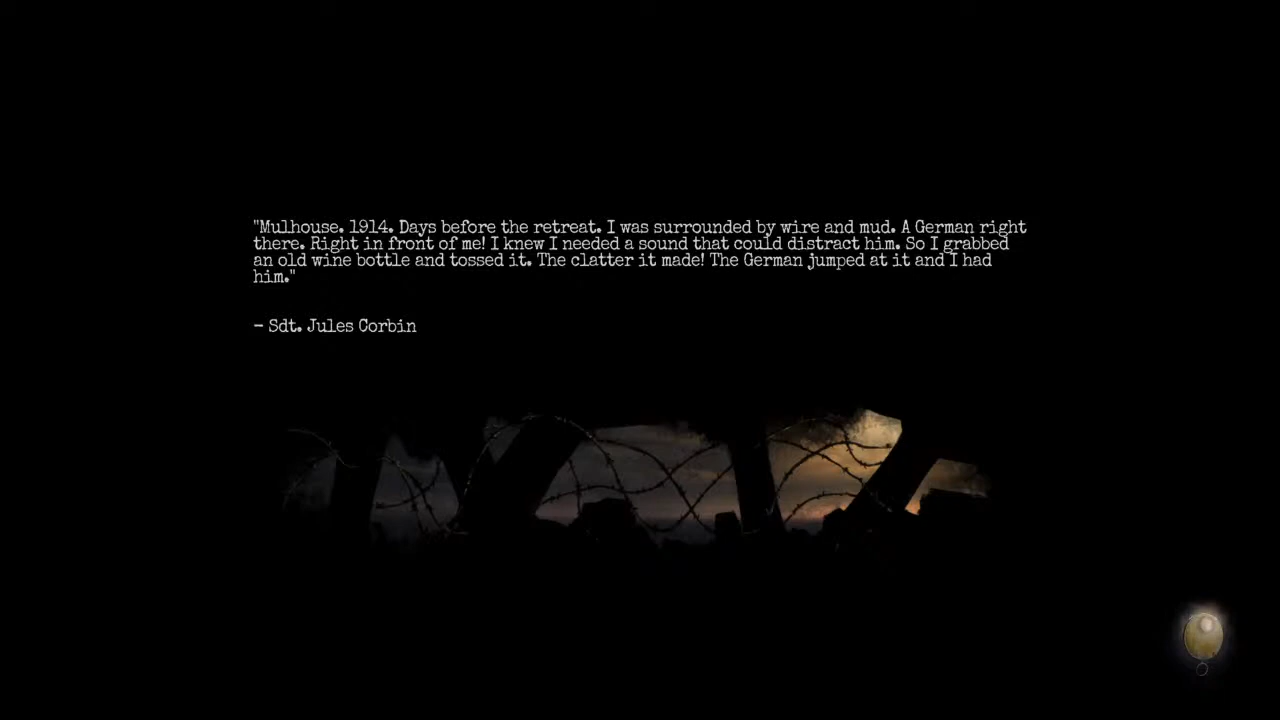 "Mulhouse. 1914. Days before the retreat. I was surrounded by wire and mud. A German right
there. Right in front of me! I knew I needed a sound that could distract him. So I grabbed
an old wine bottle and tossed it. The clatter it made! The German jumped at it and I had
him."
- Sdt. Jules Corbin